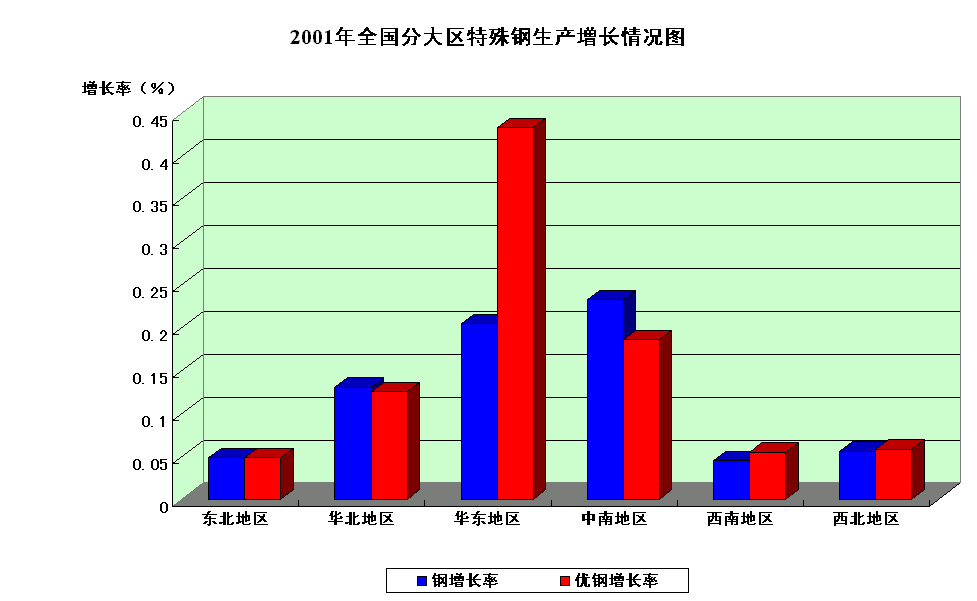 2001年全国分大区特殊钢生产增长情况图
增长率（%）
0.45
0.4
0.35
0.3
0.25
0.2
0.15
0.1
0.05
0
东北地区 华北地区 华东地区 中南地区 西南地区 西北地区
钢增长率 优钢增长率